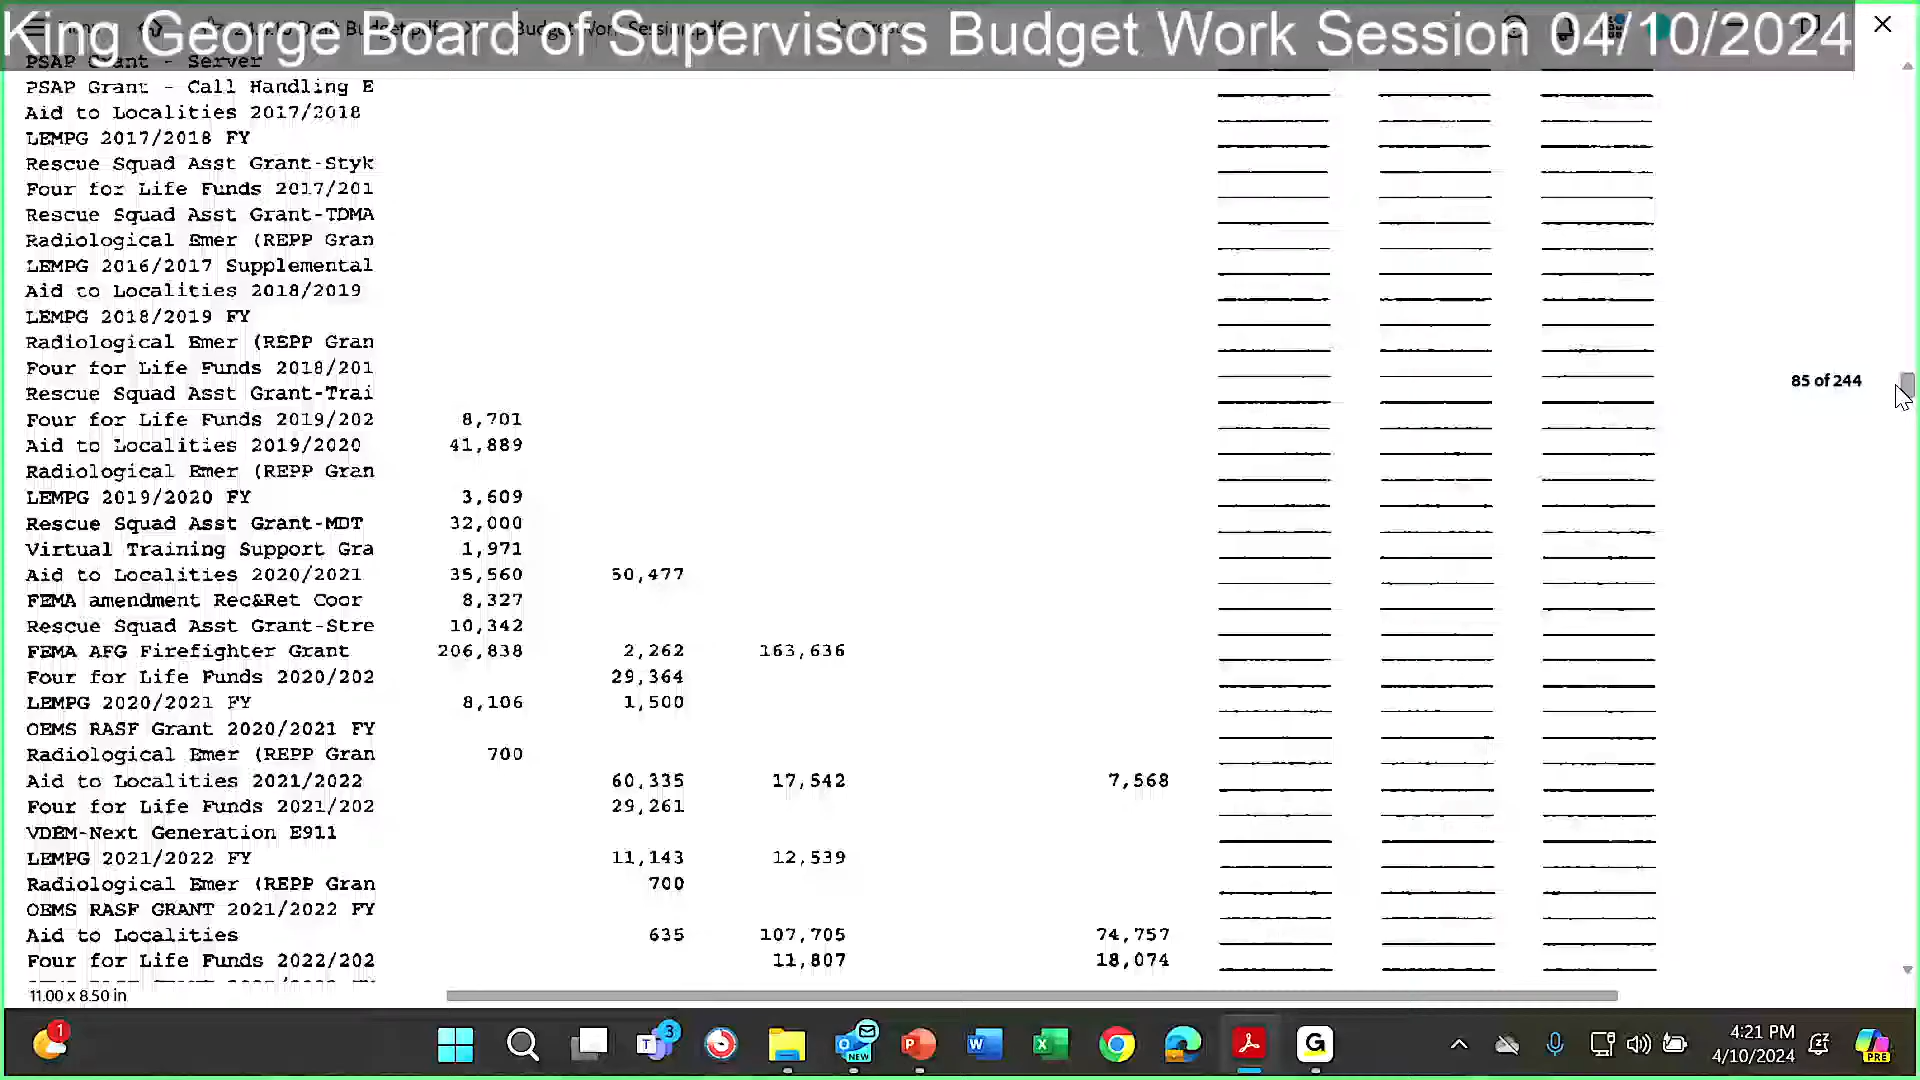 King George Board of Supervisors Budget Work Session 04/10/2024
PSAP Grant - Server
PSAP Grant - Call Handling E
Aid to Localities 2017/2018
LEMPG 2017/2018 FY
Rescue Squad Asst Grant-Styk
Four for Life Funds 2017/201
Rescue Squad Asst Grant-TDMA
Radiological Emer (REPP Gran
LEMPG 2016/2017 Supplemental
Aid to Localities 2018/2019
LEMPG 2018/2019 FY
Radiological Emer (REPP Gran
Four for Life Funds 2018/201
85 of 244
Rescue Squad Asst Grant-Trai
Four for Life Funds 2019/202 8,701
Aid to Localities 2019/2020 41,889
Radiological Emer (REPP Gran
LEMPG 2019/2020 FY 3,609
Rescue Squad Asst Grant-MDT 32,000
Virtual Training Support Gra 1,971
Aid to Localities 2020/2021 35,560 50,477
FEMA amendment Rec&Ret Coor 8,327
Rescue Squad Asst Grant-Stre 10,342
FEMA AFG Firefighter Grant 206,838 2,262 163,636
Four for Life Funds 2020/202 29,364
LEMPG 2020/2021 FY 8,106 1,500
OEMS RASF Grant 2020/2021 FY
Radiological Emer (REPP Gran 700
Aid to Localities 2021/2022 60,335 17,542 7,568
Four for Life Funds 2021/202 29,261
VDEM-Next Generation E911
LEMPG 2021/2022 FY 11,143 12,539
Radiological Emer (REPP Gran 700
OEMS RASF GRANT 2021/2022 FY
Aid to Localities 635 107,705 74,757
Four for Life Funds 2022/202 11,807 18,074
11.00 x 8.50 in
1
3
NEW
4:21 PM
4/10/2024
PRE